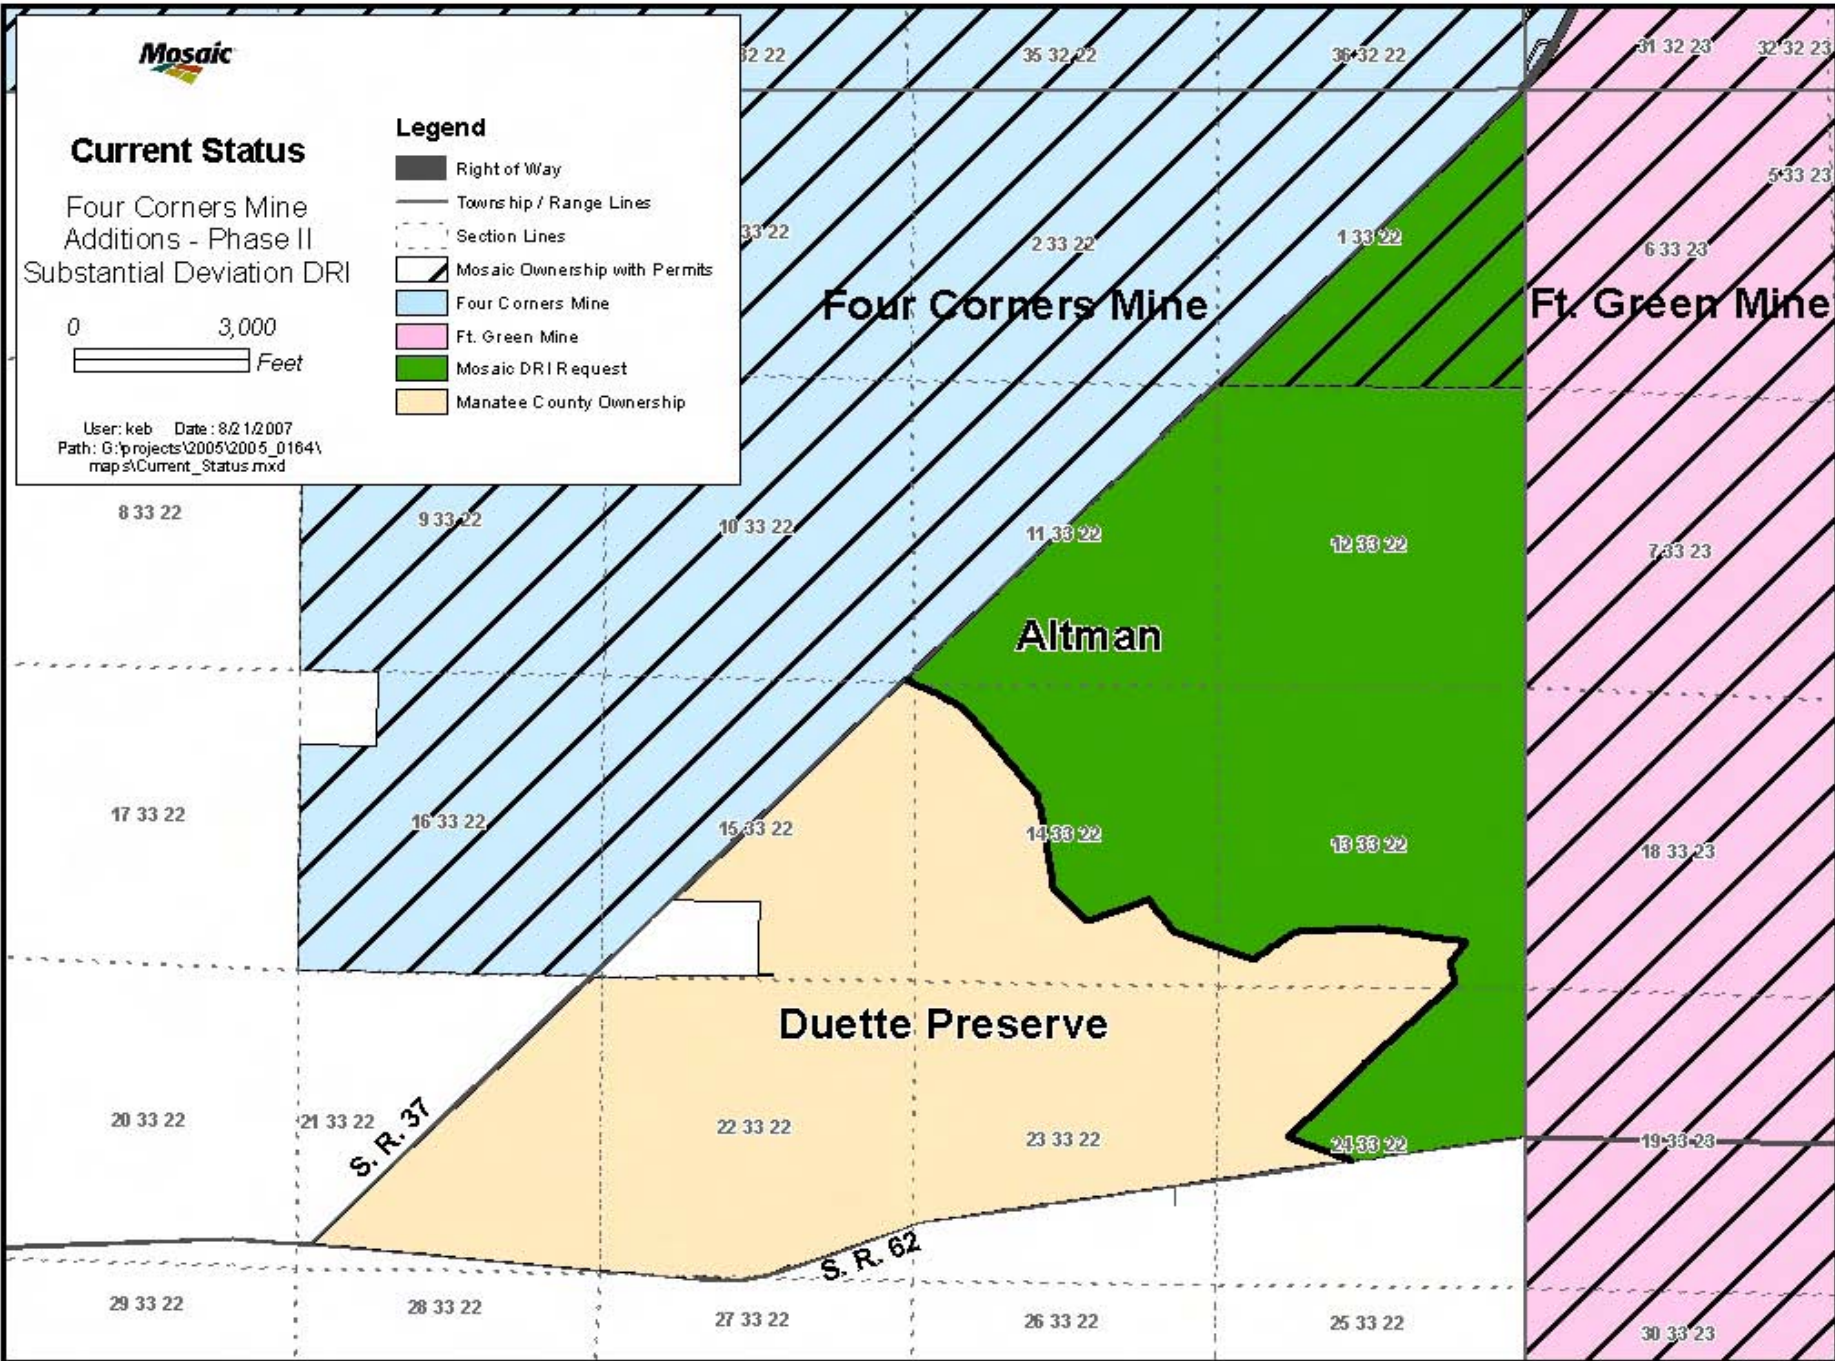 Mosaic
Current Status
Four Corners Mine
Additions - Phase II
Substantial Deviation DRI
0 3,000
Feet
User: keb Date: 8/21/2007
Path: G:\projects\2005\2005_0164\
maps\Current_Status.mxd
Legend
Right of Way
Township / Range Lines
Section Lines
Mosaic Ownership with Permits
Four Corners Mine
Ft. Green Mine
Mosaic DRI Request
Manatee County Ownership
32 22
35 32 22
36 32 22
31 32 23
32 32 23
5 33 23
33 22
2 33 22
1 33 22
6 33 23
Four Corners Mine
Ft. Green Mine
8 33 22
9 33 22
10 33 22
11 33 22
12 33 22
7 33 23
Altman
17 33 22
16 33 22
15 33 22
14 33 22
13 33 22
18 33 23
Duette Preserve
20 33 22
21 33 22
S. R. 37
22 33 22
23 33 22
24 33 22
19 33 23
S. R. 62
29 33 22
28 33 22
27 33 22
26 33 22
25 33 22
30 33 23